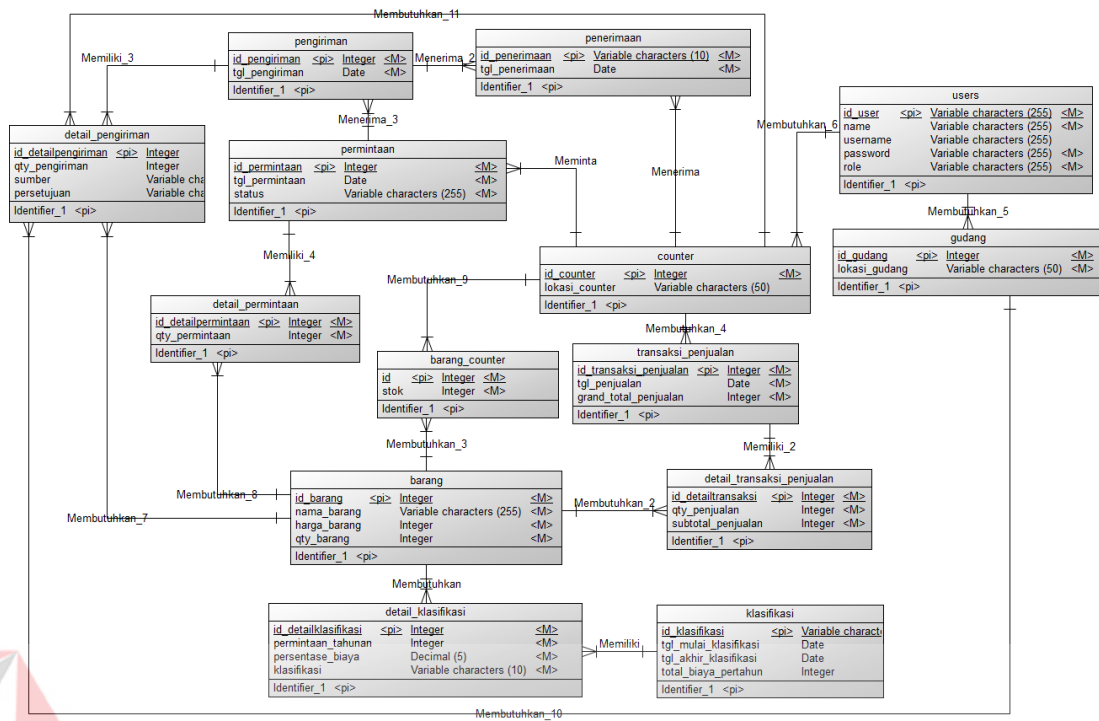 Membutuhkan_11
pengiriman
id_pengiriman <pi> Integer <M>
tgl_pengiriman Date <M>
Identifier_1 <pi>
Menerima_2
penerimaan
id_penerimaan <pi> Variable characters (10) <M>
tgl_penerimaan Date <M>
Identifier_1 <pi>
Memiliki_3
users
id_user <pi> Variable characters (255) <M>
name Variable characters (255) <M>
username Variable characters (255)
password Variable characters (255) <M>
role Variable characters (255) <M>
Identifier_1 <pi>
Membutuhkan_6
Menerima_3
detail_pengiriman
id_detailpengiriman <pi> Integer
qty_pengiriman Integer
sumber Variable cha
persetujuan Variable cha
Identifier_1 <pi>
permintaan
id_permintaan <pi> Integer <M>
tgl_permintaan Date <M>
status Variable characters (255) <M>
Identifier_1 <pi>
Meminta
Menerima
Membutuhkan_5
gudang
id_gudang <pi> Integer <M>
lokasi_gudang Variable characters (50) <M>
Identifier_1 <pi>
Memiliki_4
counter
id_counter <pi> Integer <M>
lokasi_counter Variable characters (50)
Identifier_1 <pi>
Membutuhkan_9
detail_permintaan
id_detailpermintaan <pi> Integer <M>
qty_permintaan Integer <M>
Identifier_1 <pi>
Membutuhkan_4
barang_counter
id <pi> Integer <M>
stok Integer <M>
Identifier_1 <pi>
transaksi_penjualan
id_transaksi_penjualan <pi> Integer <M>
tgl_penjualan Date <M>
grand_total_penjualan Integer <M>
Identifier_1 <pi>
Membutuhkan_3
Memiliki_2
barang
id_barang <pi> Integer <M>
nama_barang Variable characters (255) <M>
harga_barang Integer <M>
qty_barang Integer <M>
Identifier_1 <pi>
Membutuhkan_8
Membutuhkan_7
Membutuhkan_2
detail_transaksi_penjualan
id_detailtransaksi <pi> Integer <M>
qty_penjualan Integer <M>
subtotal_penjualan Integer <M>
Identifier_1 <pi>
Membutuhkan
detail_klasifikasi
id_detailklasifikasi <pi> Integer <M>
permintaan_tahunan Integer <M>
persentase_biaya Decimal (5) <M>
klasifikasi Variable characters (10) <M>
Identifier_1 <pi>
Memiliki
klasifikasi
id_klasifikasi <pi> Variable characte
tgl_mulai_klasifikasi Date
tgl_akhir_klasifikasi Date
total_biaya_pertahun Integer
Identifier_1 <pi>
Membutuhkan_10